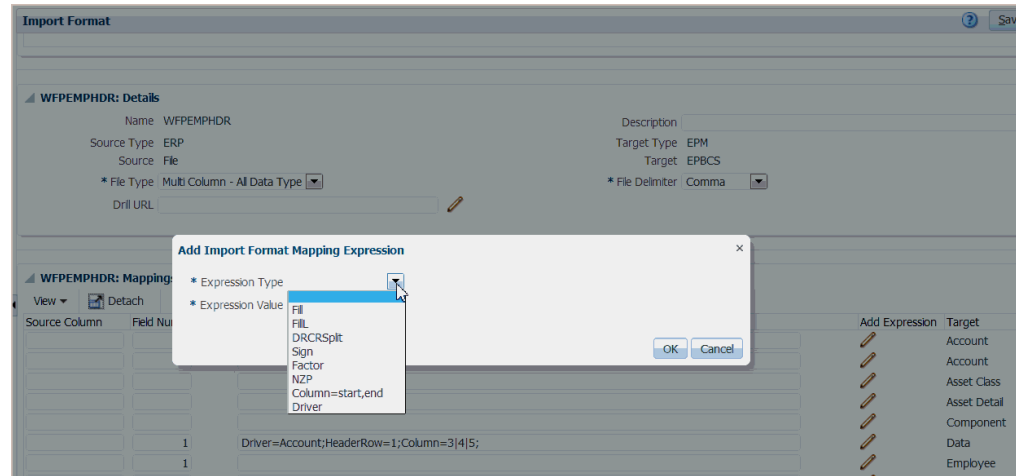 Import Format
Sav
WFPEMPHDR: Details
Name WFPEMPHDR Description
Source Type ERP Target Type EPM
Source File Target EPBCS
* File Type Multi Column - All Data Type * File Delimiter Comma
Drill URL
Add Import Format Mapping Expression
* Expression Type
* Expression Value
Fill
FillL
DRCRSplit
Sign
Factor
NZP
Column=start,end
Driver
OK Cancel
WFPEMPHDR: Mapping
View Detach
Source Column Field Nu Add Expression Target
Account
Account
Asset Class
Asset Detail
Component
1 Driver=Account;HeaderRow=1;Column=3|4|5; Data
1 Employee